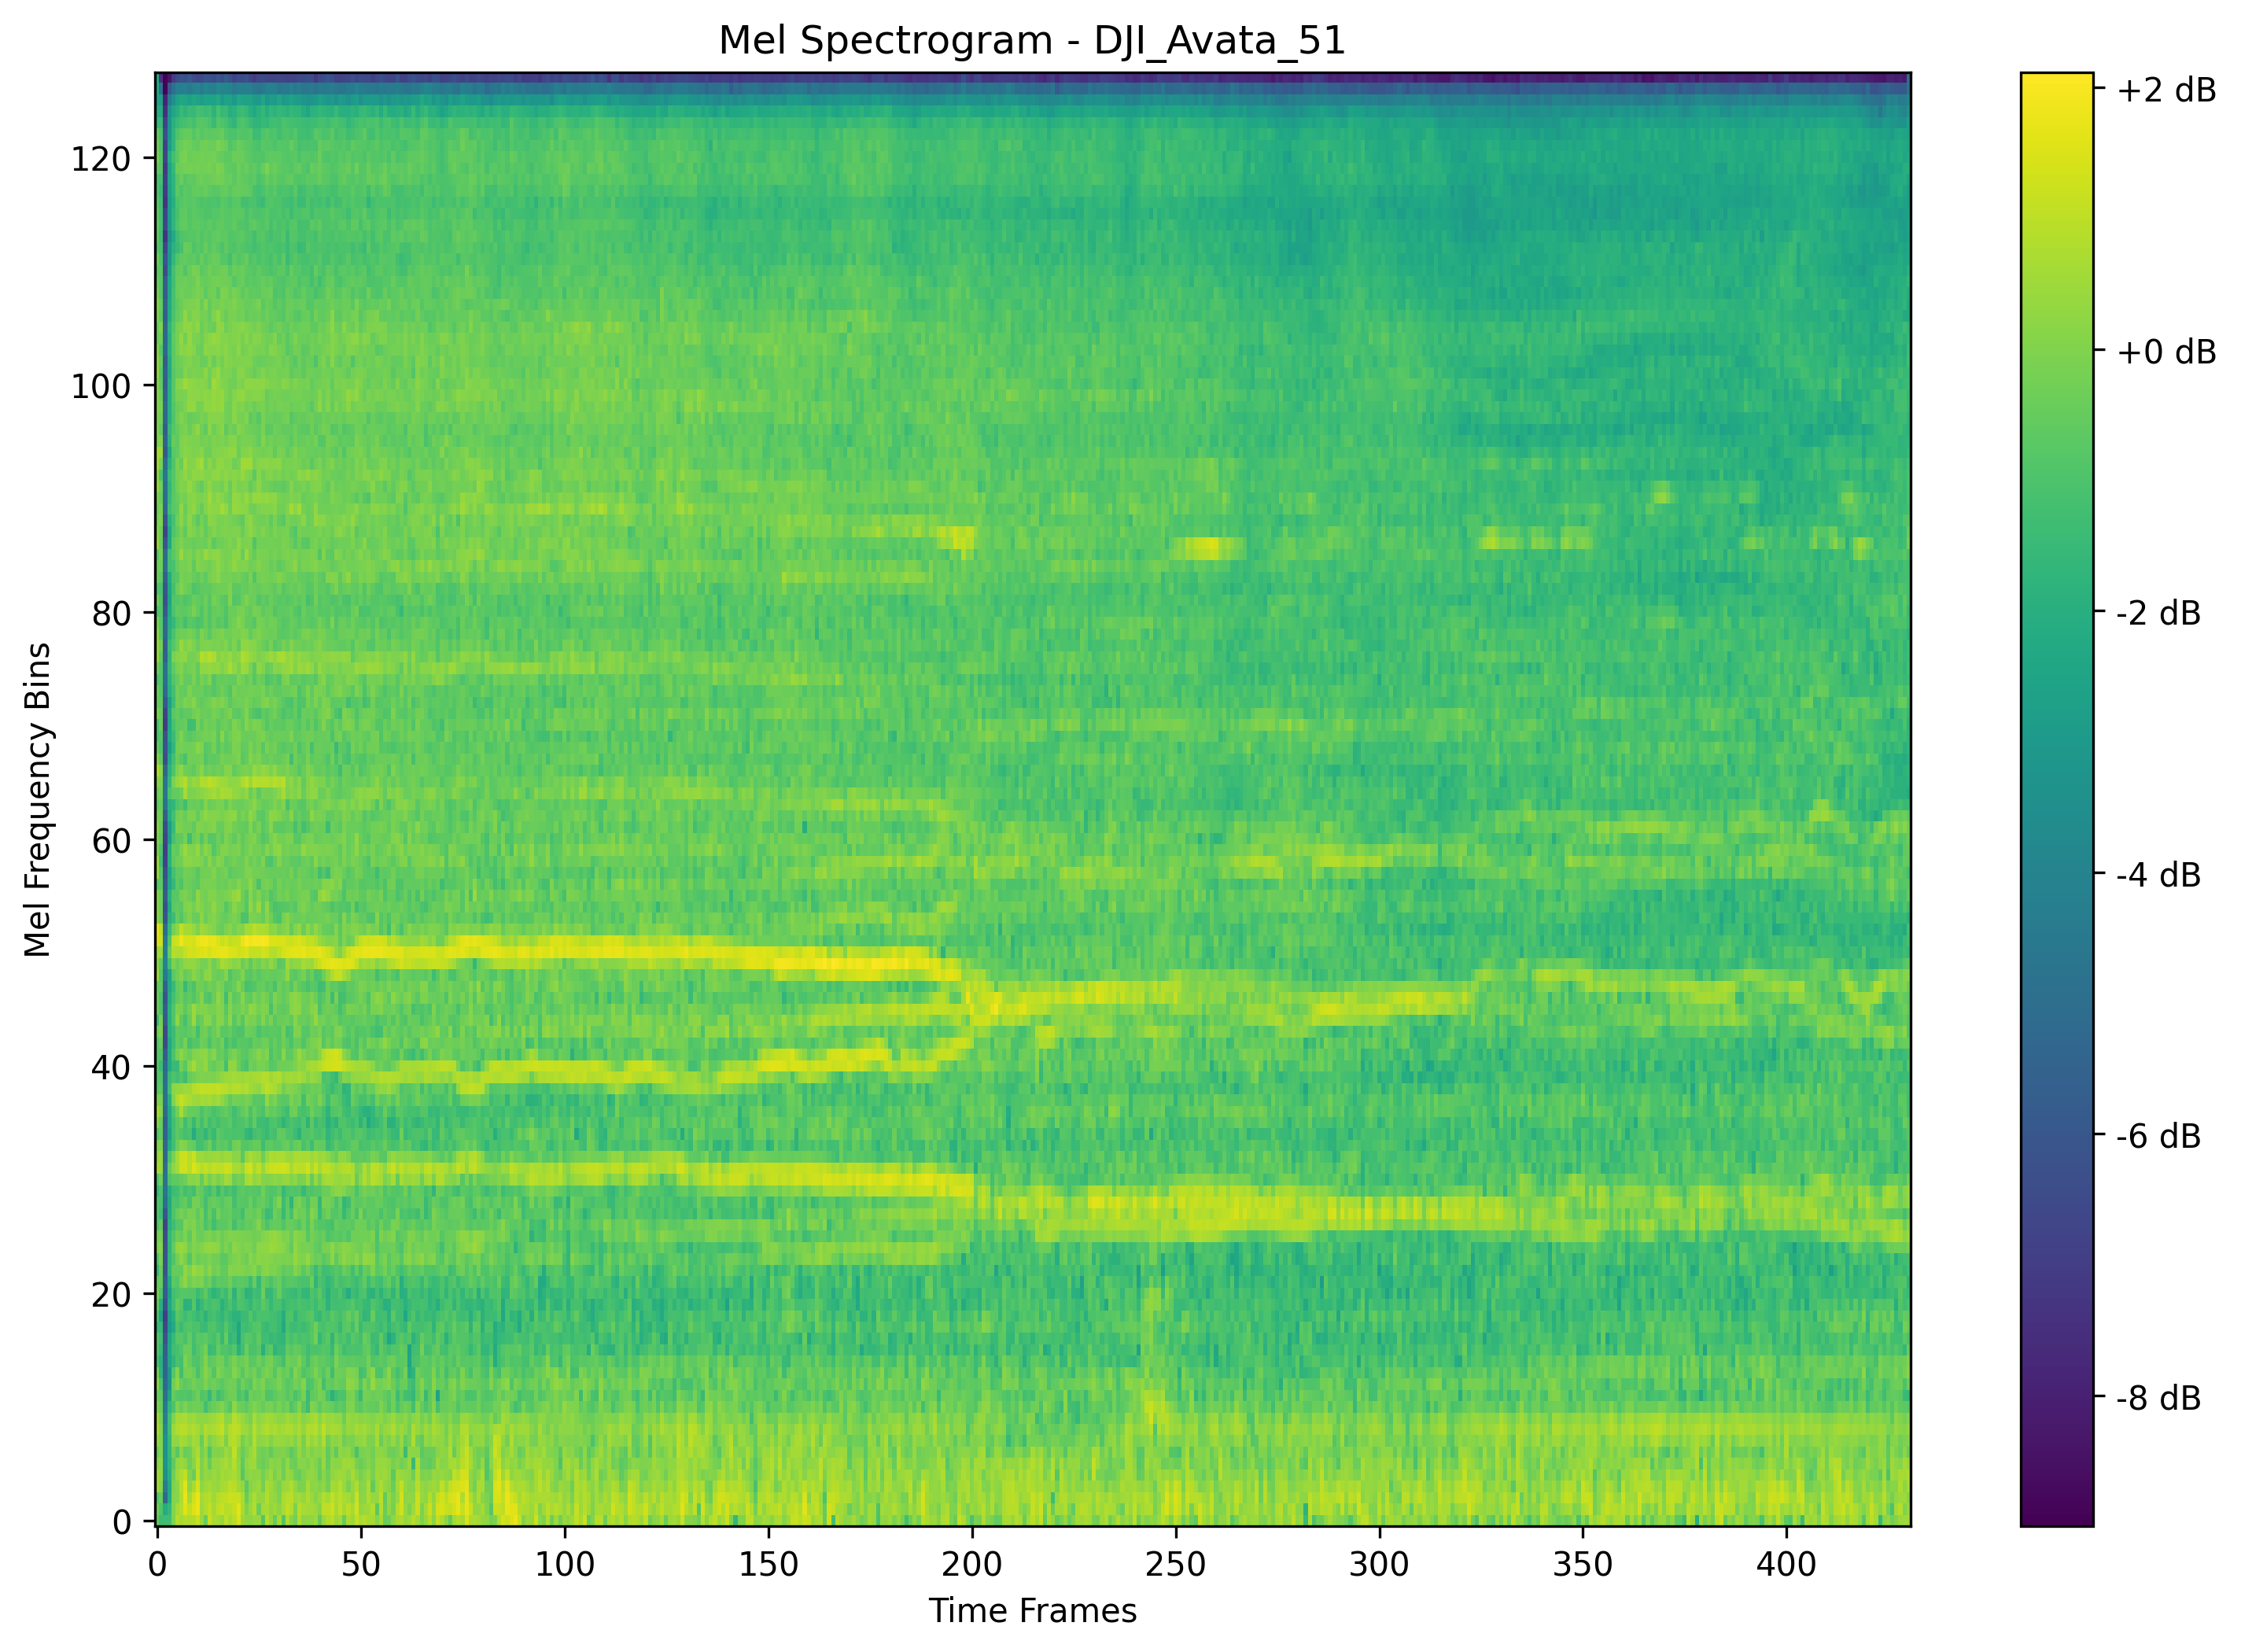 Mel Spectrogram - DJI_Avata_51
Mel Frequency Bins
120
100
80
60
40
20
0
0 50 100 150 200 250 300 350 400
Time Frames
+2 dB
+0 dB
-2 dB
-4 dB
-6 dB
-8 dB